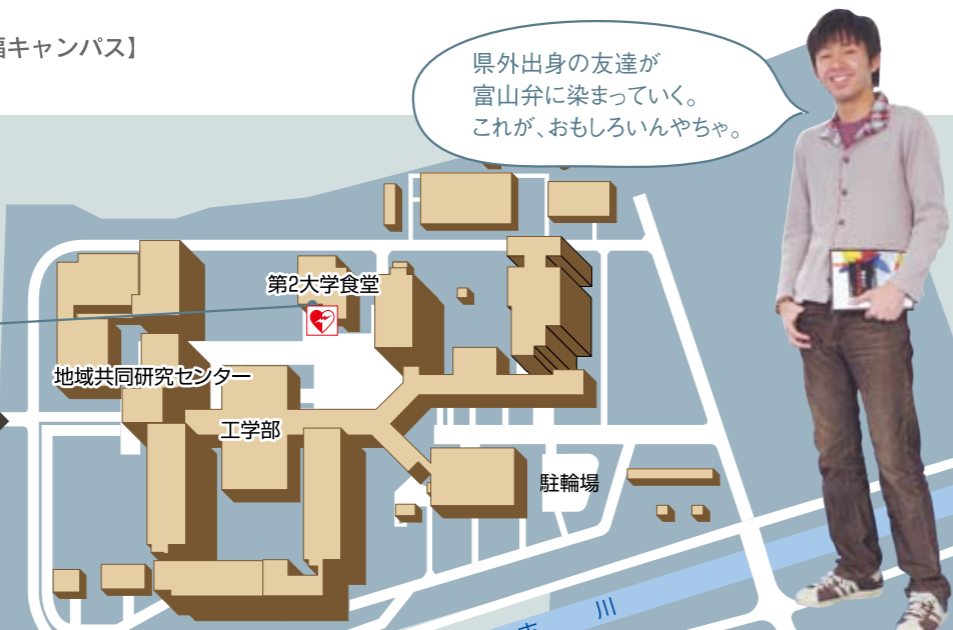 キャンパス】
県外出身の友達が
富山弁に染まっていく。
これが、おもしろいんやちゃ。
第2大学食堂
地域共同研究センター
工学部
駐輪場
川